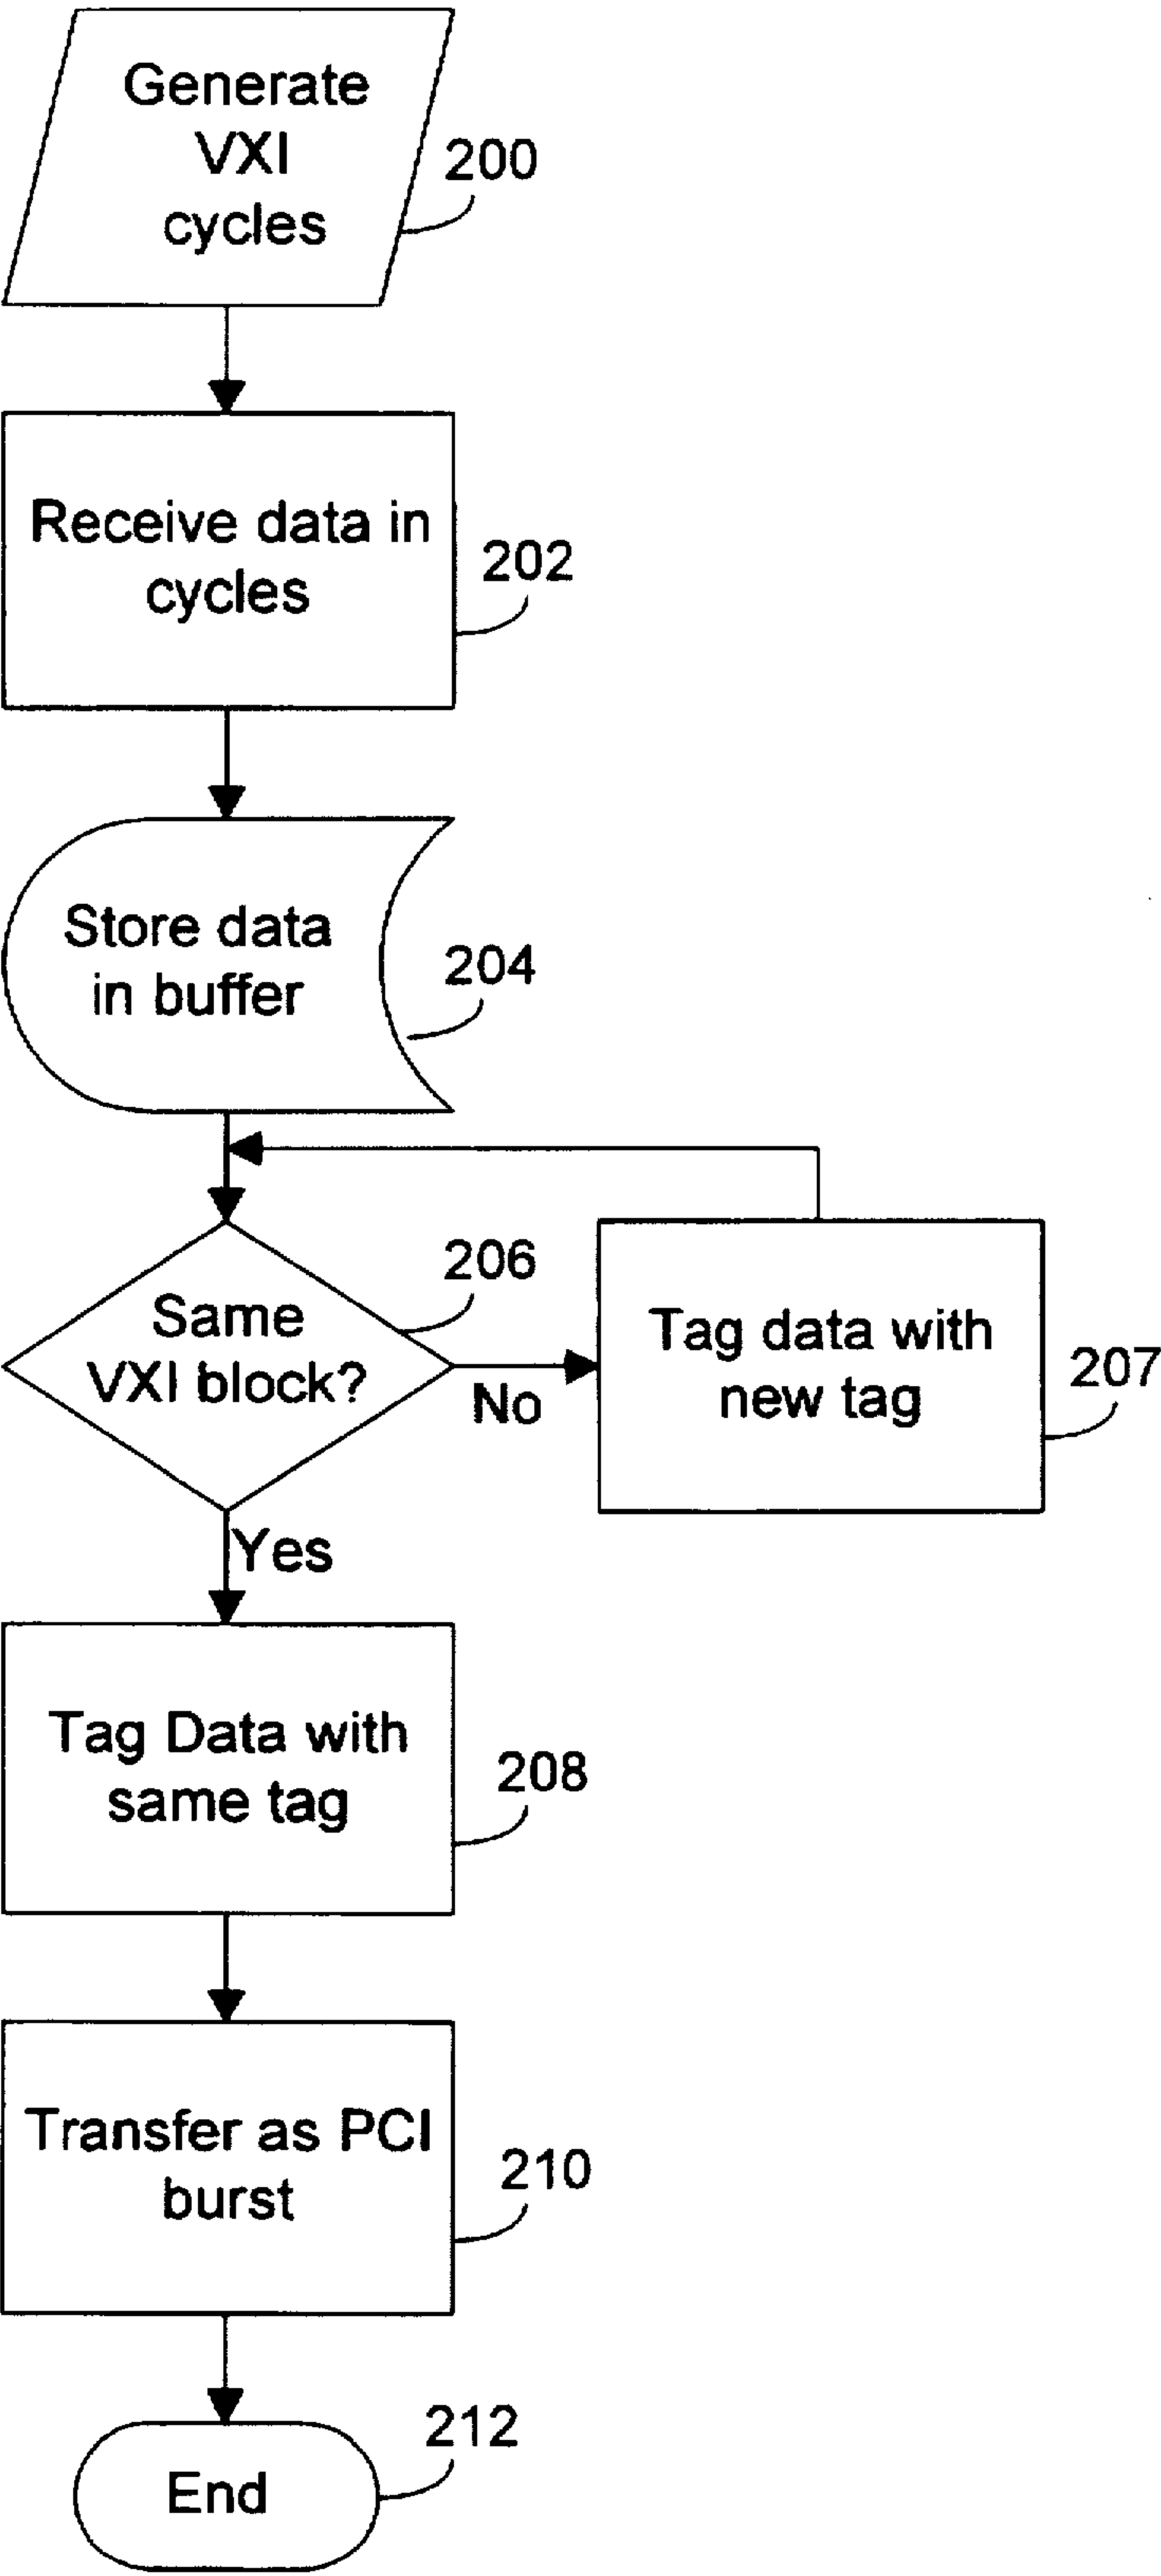 Generate
VXI
cycles
200
Receive data in
cycles
202
Store data
in buffer
204
Same
VXI block?
206
No
Tag data with
new tag
207
Yes
Tag Data with
same tag
208
Transfer as PCI
burst
210
End
212